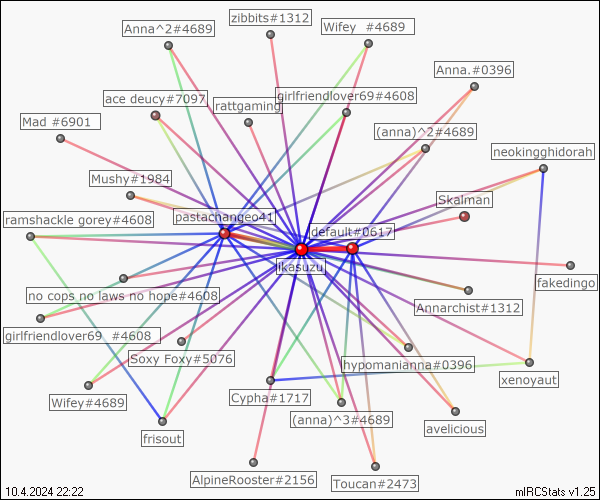 zibbits#1312
Anna^2#4689
Wifey  #4689
Anna.#0396
ace deucy#7097
girlfriendlover69#4608
rattgaming
Mad #6901
(anna)^2#4689
neokingghidorah
Mushy#1984
Skalman
ramshackle gorey#4608
pastachangeo41
default#0617
ikasuzu
fakedingo
no cops no laws no hope#4608
Annarchist#1312
girlfriendlover69  #4608
Soxy Foxy#5076
hypomanianna#0396
xenoyaut
Wifey#4689
Cypha#1717
(anna)^3#4689
avelicious
frisout
AlpineRooster#2156
Toucan#2473
10.4.2024 22:22
mIRCStats v1.25